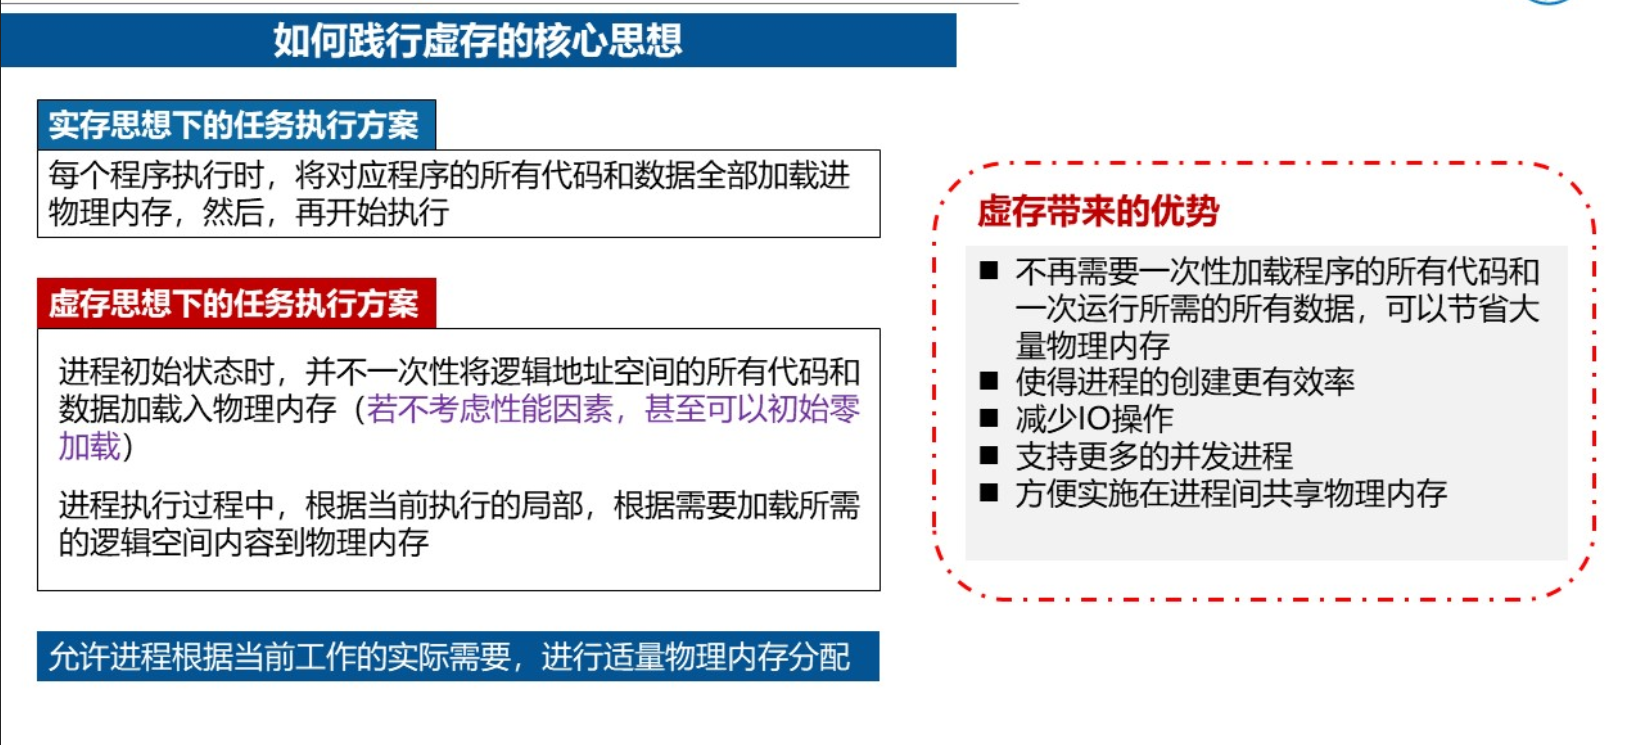 如何践行虚存的核心思想
实存思想下的任务执行方案
每个程序执行时，将对应程序的所有代码和数据全部加载进
物理内存，然后，再开始执行
虚存思想下的任务执行方案
进程初始状态时，并不一次性将逻辑地址空间的所有代码和
数据加载入物理内存（若不考虑性能因素，甚至可以初始零
加载）
进程执行过程中，根据当前执行的局部，根据需要加载所需
的逻辑空间内容到物理内存
允许进程根据当前工作的实际需要，进行适量物理内存分配
虚存带来的优势
■ 不再需要一次性加载程序的所有代码和
一次运行所需的所有数据，可以节省大
量物理内存
■ 使得进程的创建更有效率
■ 减少IO操作
■ 支持更多的并发进程
■ 方便实施在进程间共享物理内存